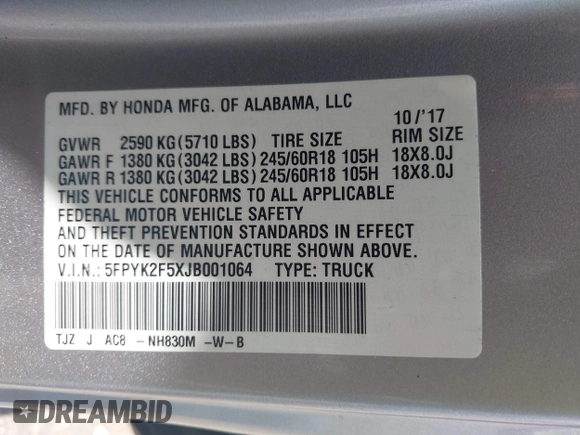 MFD. BY HONDA MFG. OF ALABAMA, LLC
10/'17
GVWR 2590 KG (5710 LBS) TIRE SIZE RIM SIZE
GAWR F 1380 KG (3042 LBS) 245/60R18 105H 18X8.0J
GAWR R 1380 KG (3042 LBS) 245/60R18 105H 18X8.0J
THIS VEHICLE CONFORMS TO ALL APPLICABLE
FEDERAL MOTOR VEHICLE SAFETY
AND THEFT PREVENTION STANDARDS IN EFFECT
ON THE DATE OF MANUFACTURE SHOWN ABOVE.
V.I.N.: 5FPYK2F5XJB001064 TYPE: TRUCK
TJZ J AC8 -NH830M -W-B
DREAMBID